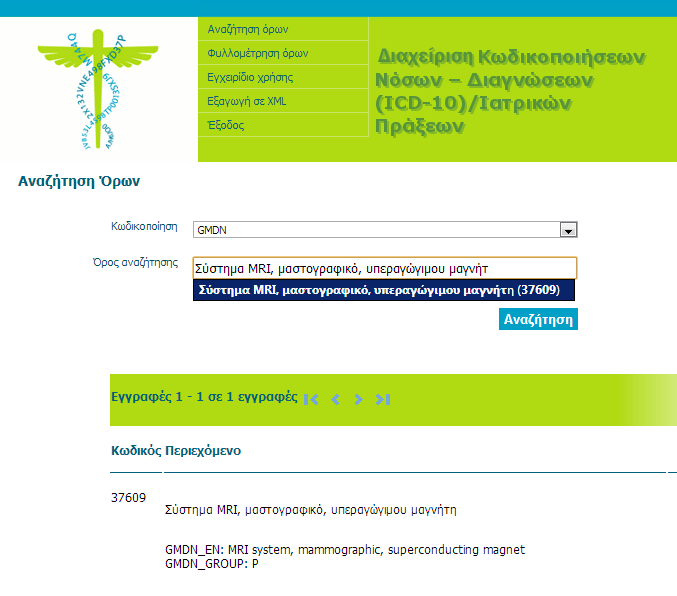 Αναζήτηση όρων
Φυλλομέτρηση όρων
Εγχειρίδιο χρήσης
Εξαγωγή σε XML
Έξοδος
Διαχείριση Κωδικοποιήσεων
Νόσων – Διαγνώσεων
(ICD-10)/Ιατρικών
Πράξεων
Αναζήτηση Όρων
Κωδικοποίηση
GMDN
Όρος αναζήτησης
Σύστημα MRI, μαστογραφικό, υπεραγώγιμου μαγνήτ
Σύστημα MRI, μαστογραφικό, υπεραγώγιμου μαγνήτη (37609)
Αναζήτηση
Εγγραφές 1 - 1 σε 1 εγγραφές
Κωδικός Περιεχόμενο
37609
Σύστημα MRI, μαστογραφικό, υπεραγώγιμου μαγνήτη
GMDN_EN: MRI system, mammographic, superconducting magnet
GMDN_GROUP: P